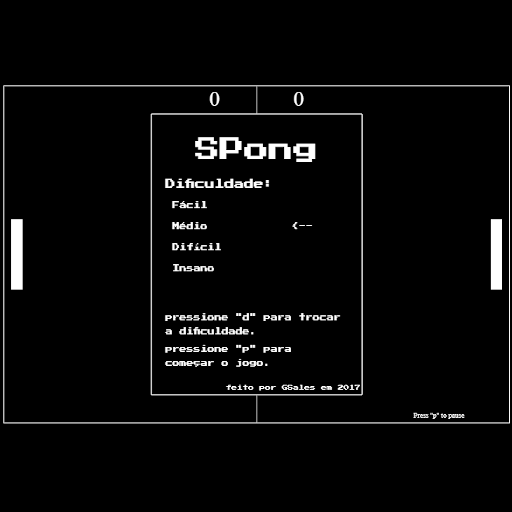 0 0
SPong
Dificuldade:
Fácil
Médio <--
Difícil
Insano
pressione "d" para trocar
a dificuldade.
pressione "p" para
começar o jogo.
feito por GSales em 2017
Press "p" to pause